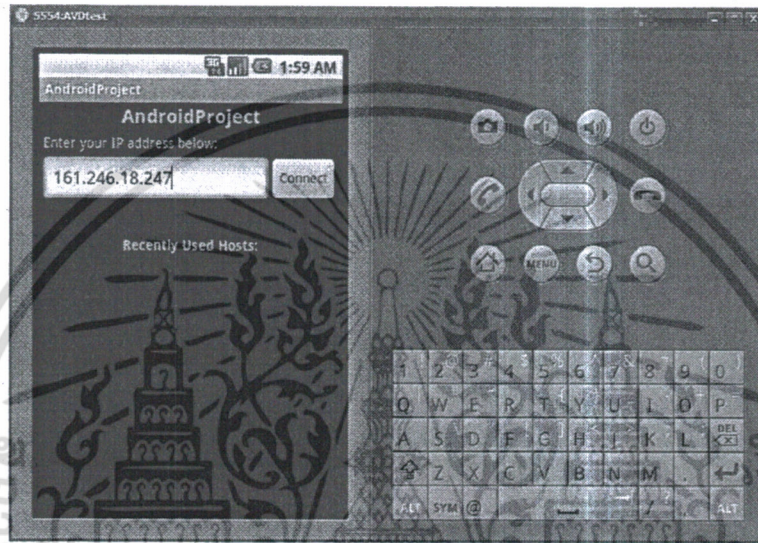 5554:AVDtest
3G
1:59 AM
AndroidProject
AndroidProject
Enter your IP address below:
161.246.18.247
Connect
Recently Used Hosts:
MENU
1 2 3 4 5 6 7 8 9 0
Q W E R T Y U I O P
A S D F G H J K L DEL
Z X C V B N M .
ALT SYM @ / , ALT